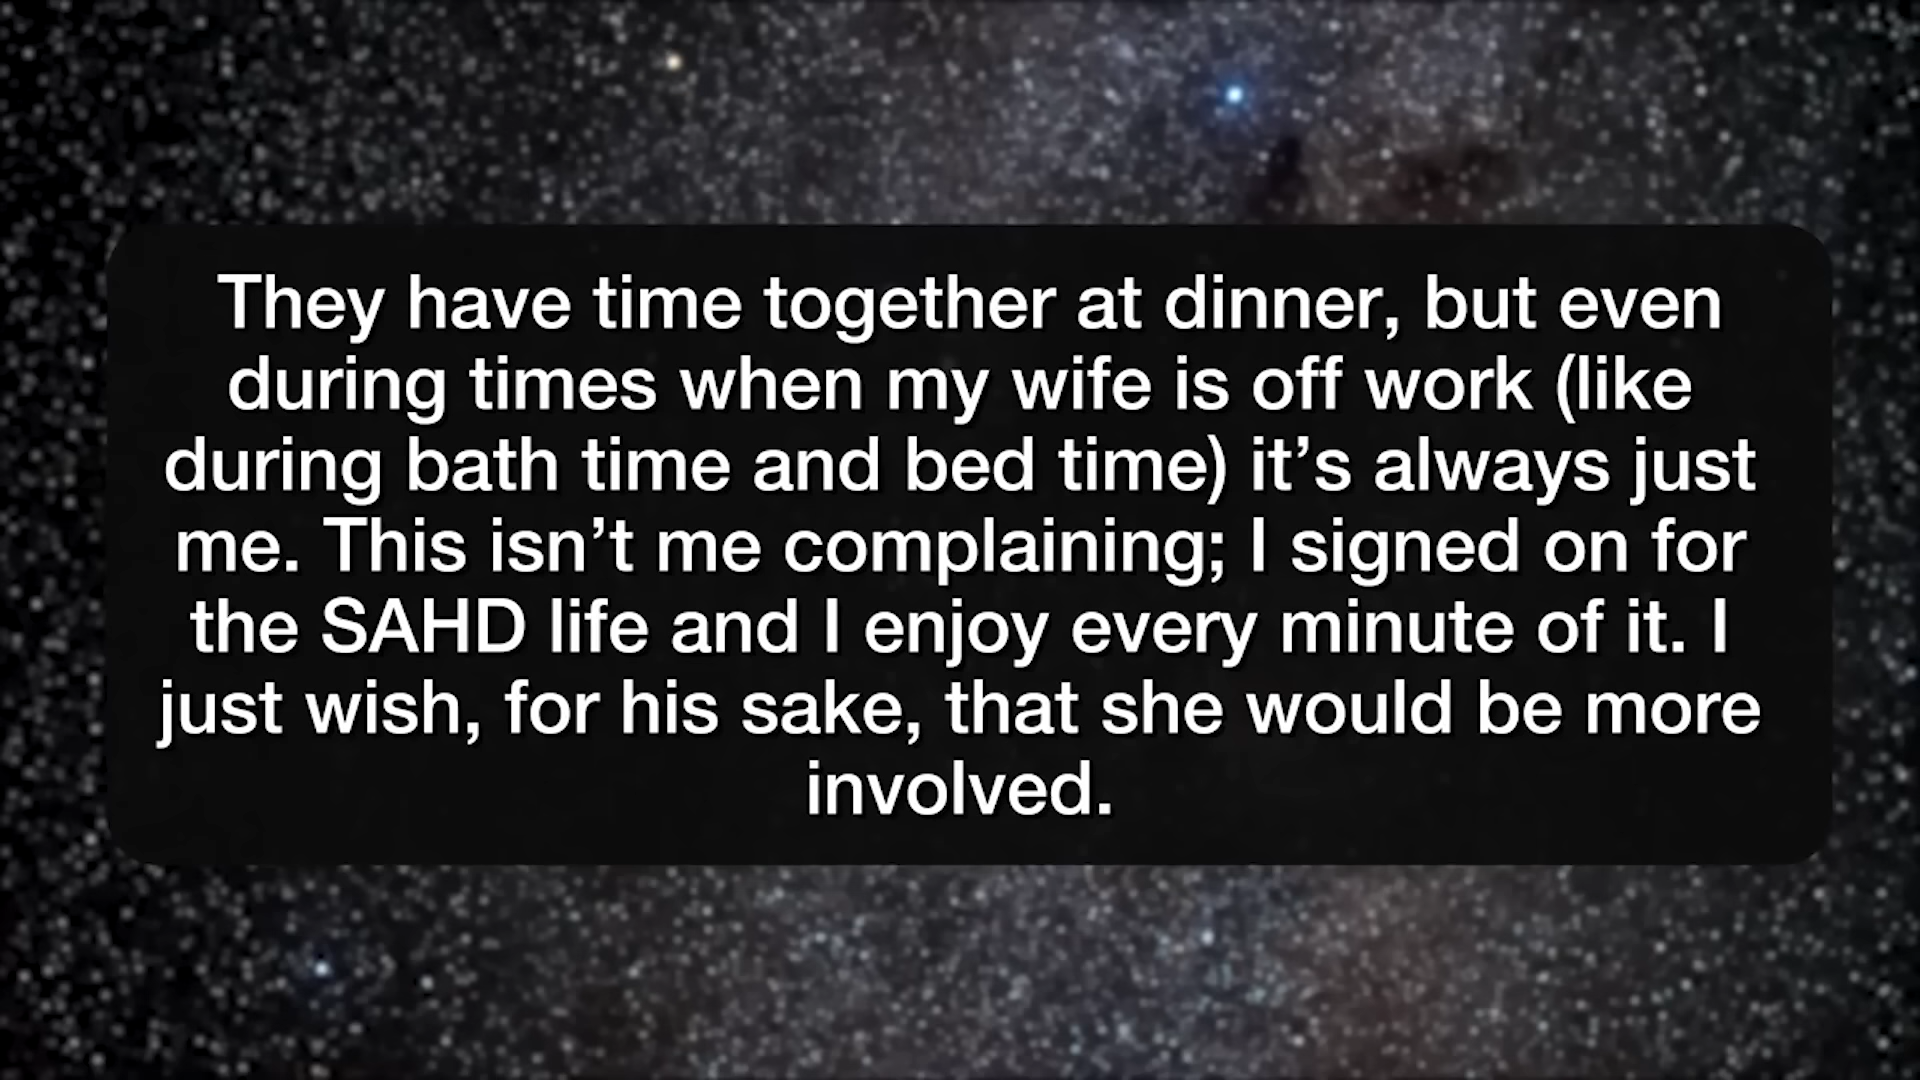 They have time together at dinner, but even
during times when my wife is off work (like
during bath time and bed time) it’s always just
me. This isn’t me complaining; I signed on for
the SAHD life and I enjoy every minute of it. I
just wish, for his sake, that she would be more
involved.